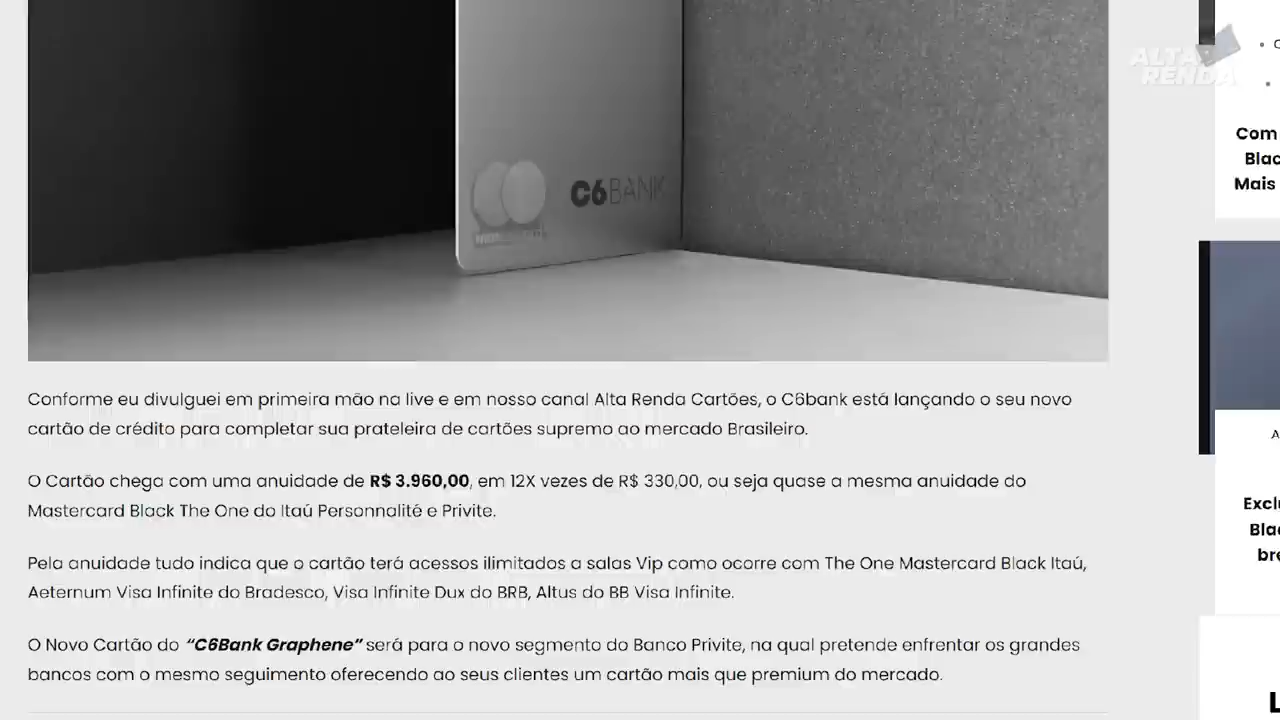 ALTA
RENDA
C6BANK
Com
Blac
Mais
Conforme eu divulguei em primeira mão na live e em nosso canal Alta Renda Cartões, o C6bank está lançando o seu novo
cartão de crédito para completar sua prateleira de cartões supremo ao mercado Brasileiro.
O Cartão chega com uma anuidade de R$ 3.960,00, em 12X vezes de R$ 330,00, ou seja quase a mesma anuidade do
Mastercard Black The One do Itaú Personnalité e Privite.
Pela anuidade tudo indica que o cartão terá acessos ilimitados a salas Vip como ocorre com The One Mastercard Black Itaú,
Aeternum Visa Infinite do Bradesco, Visa Infinite Dux do BRB, Altus do BB Visa Infinite.
O Novo Cartão do “C6Bank Graphene” será para o novo segmento do Banco Privite, na qual pretende enfrentar os grandes
bancos com o mesmo seguimento oferecendo ao seus clientes um cartão mais que premium do mercado.
A
Exclu
Blac
bre
L